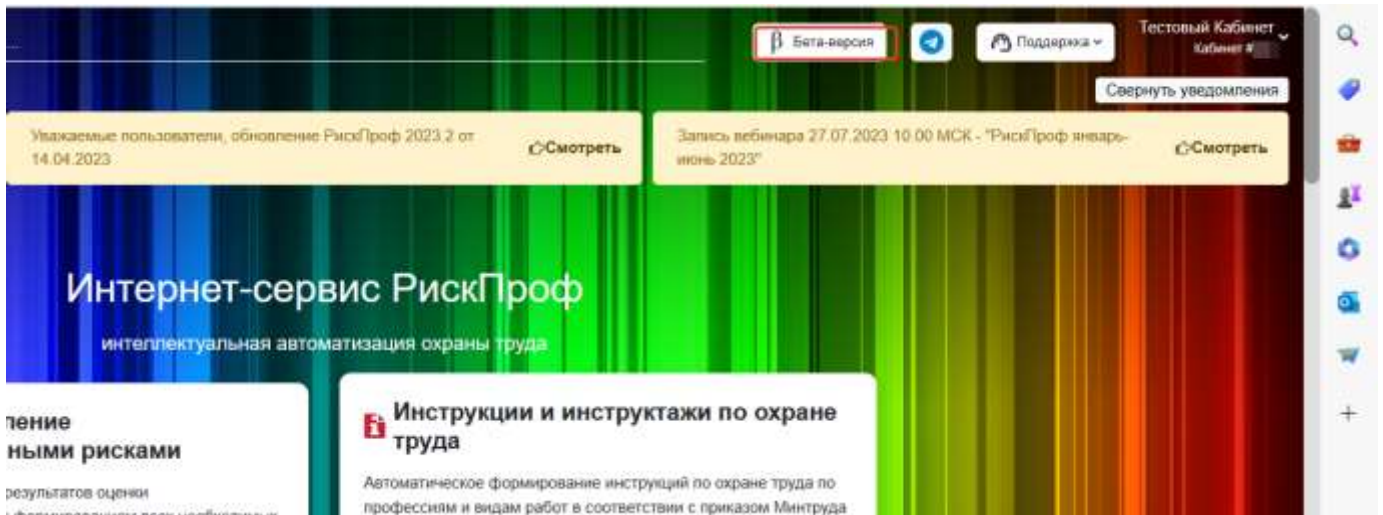 β Бета-версия
Поддержка
Тестовый Кабинет
Кабинет #
Свернуть уведомления
Уважаемые пользователи, обновление РискПроф 2023.2 от
14.04.2023
Смотреть
Запись вебинара 27.07.2023 10.00 МСК - "РискПроф январь-
июнь 2023"
Смотреть
Интернет-сервис РискПроф
интеллектуальная автоматизация охраны труда
ление
ными рисками
результатов оценки
Инструкции и инструктажи по охране
труда
Автоматическое формирование инструкций по охране труда по
профессиям и видам работ в соответствии с приказом Минтруда